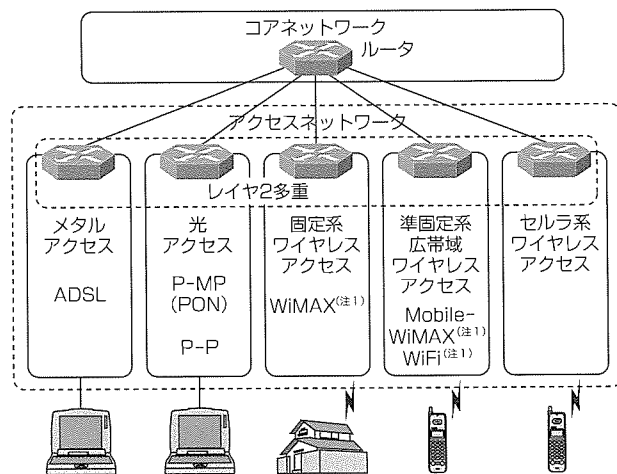 コアネットワーク
ルータ
アクセスネットワーク
レイヤ2多重
メタル
アクセス
ADSL
光
アクセス
P-MP
(PON)
P-P
固定系
ワイヤレス
アクセス
WiMAX(注1)
準固定系
広帯域
ワイヤレス
アクセス
Mobile-
WiMAX(注1)
WiFi(注1)
セルラ系
ワイヤレス
アクセス